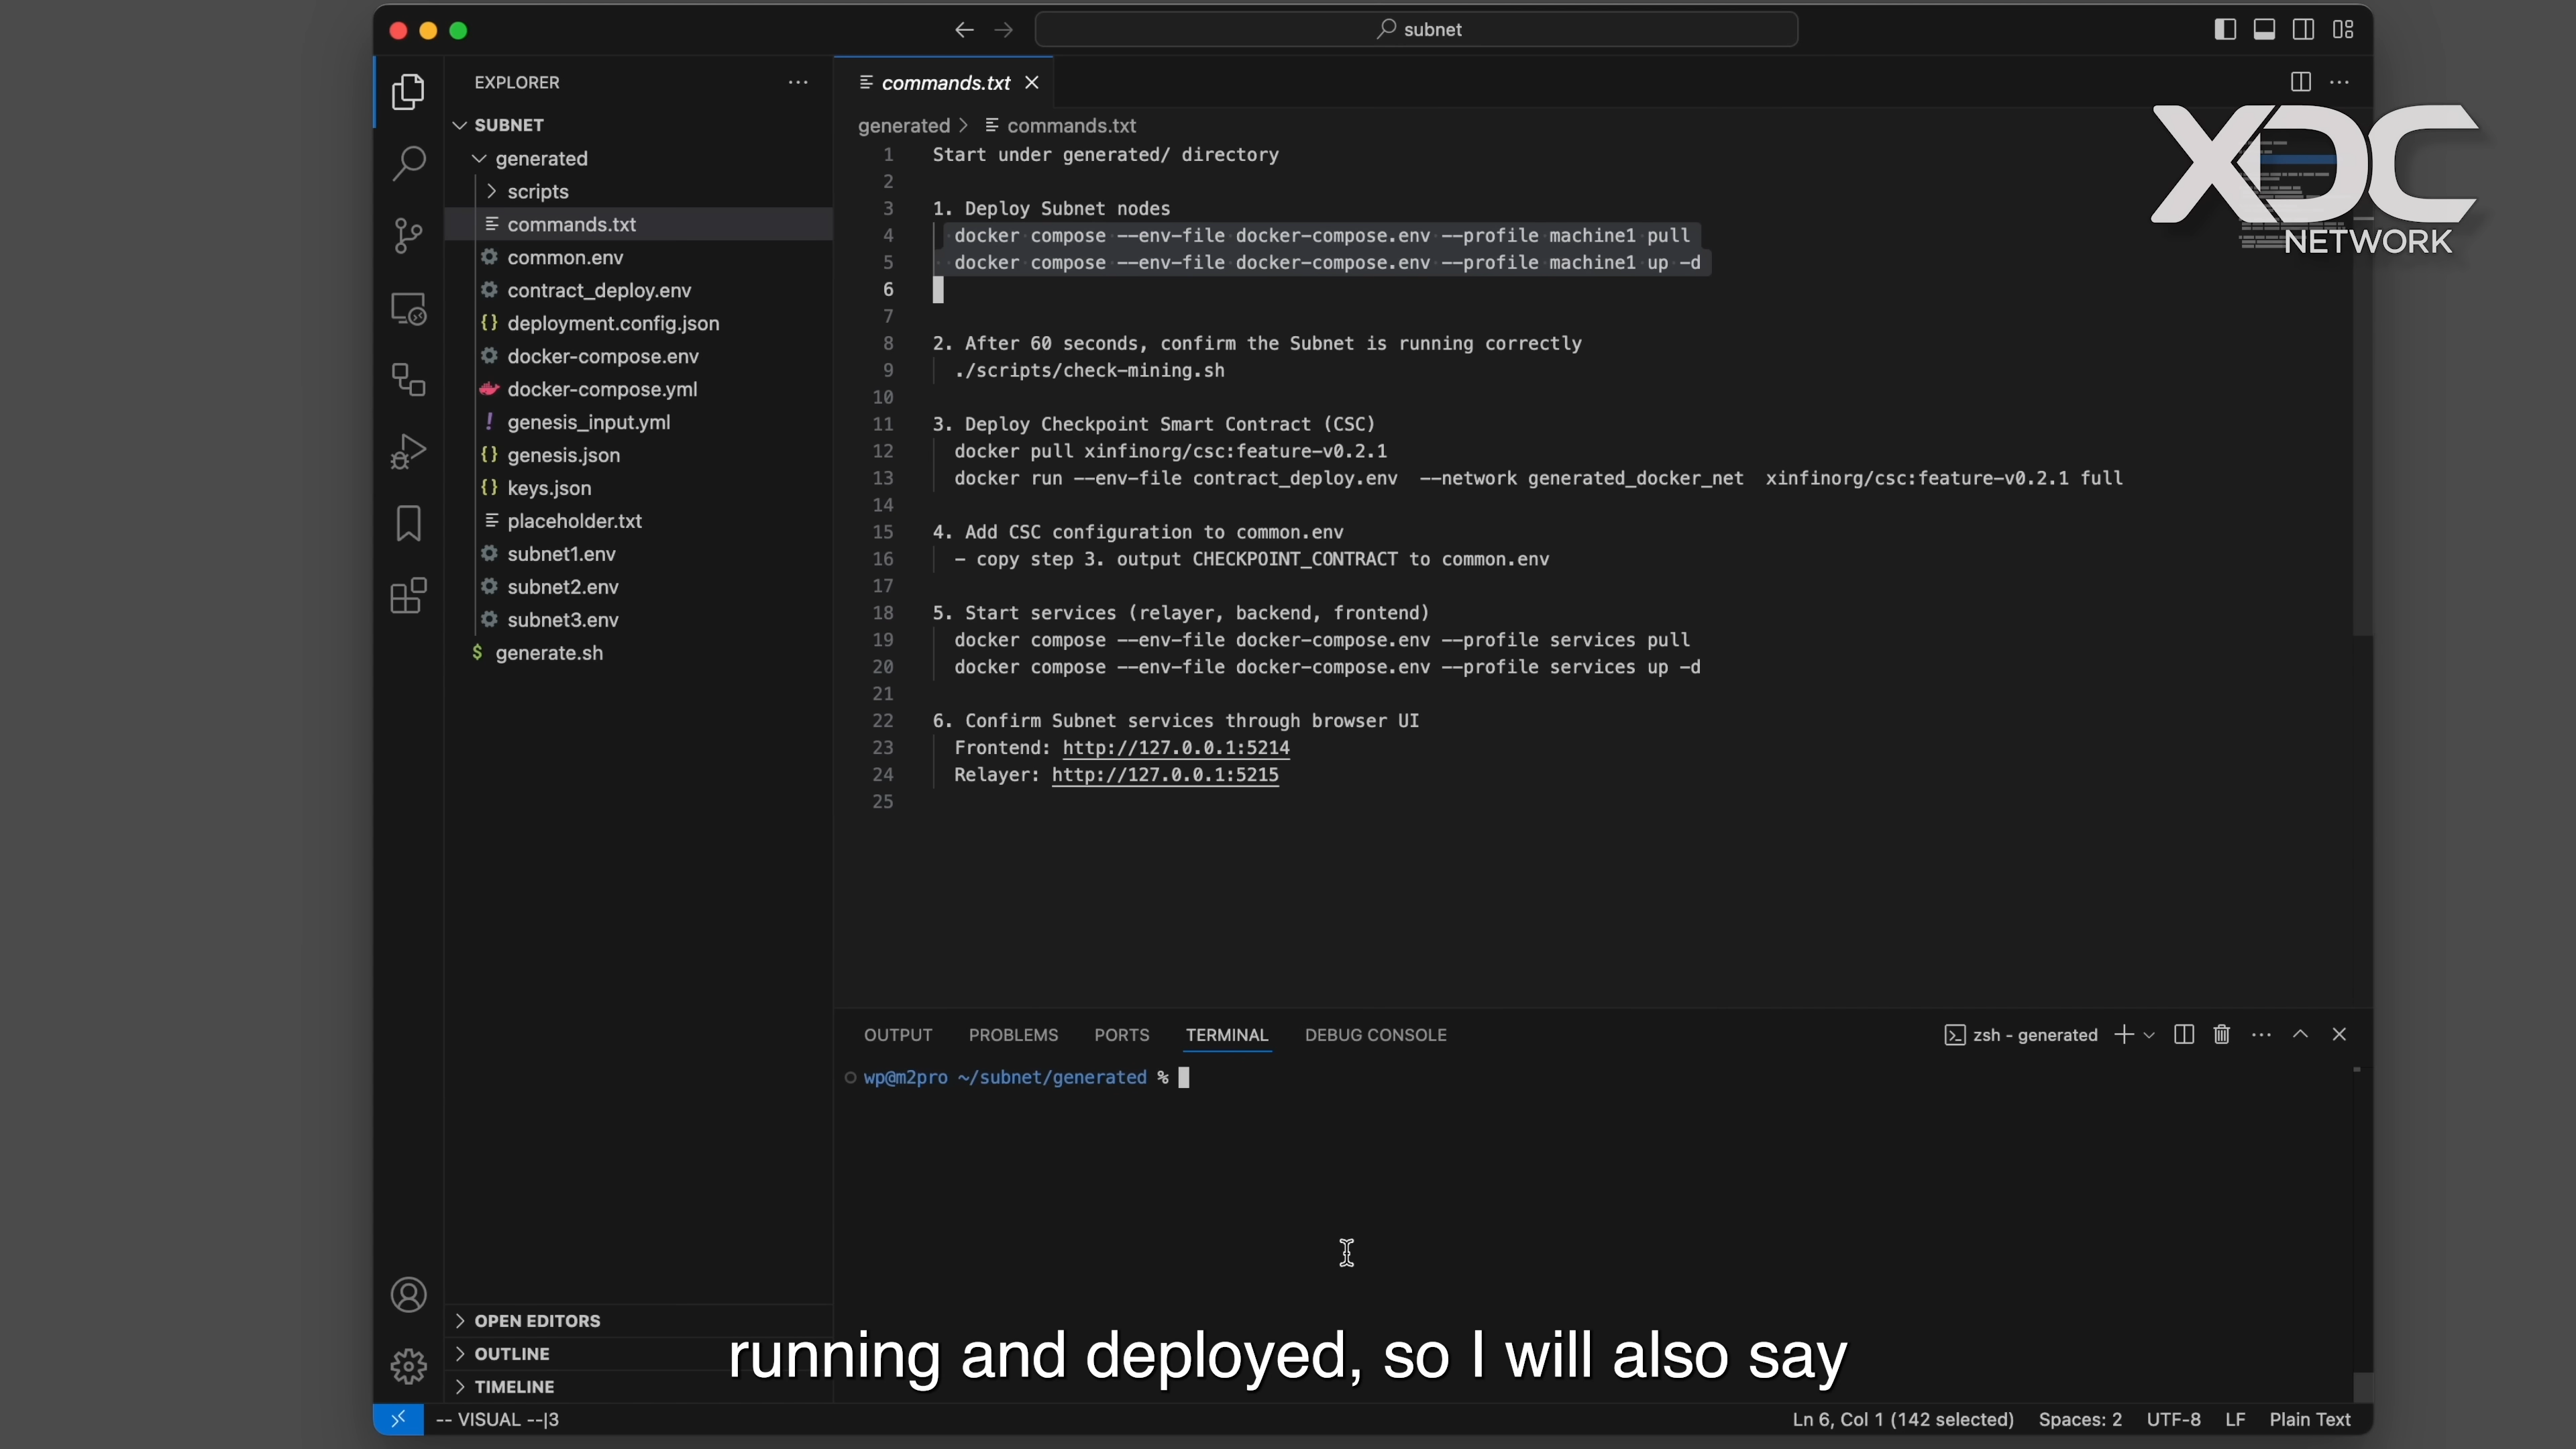 subnet
EXPLORER
SUBNET
generated
scripts
commands.txt
common.env
contract_deploy.env
deployment.config.json
docker-compose.env
docker-compose.yml
genesis_input.yml
genesis.json
keys.json
placeholder.txt
subnet1.env
subnet2.env
subnet3.env
generate.sh
OPEN EDITORS
OUTLINE
TIMELINE
commands.txt
generated > commands.txt
XDC
NETWORK
1 Start under generated/ directory
2
3 1. Deploy Subnet nodes
4 docker compose --env-file docker-compose.env --profile machine1 pull
5 docker compose --env-file docker-compose.env --profile machine1 up -d
6
7
8 2. After 60 seconds, confirm the Subnet is running correctly
9 ./scripts/check-mining.sh
10
11 3. Deploy Checkpoint Smart Contract (CSC)
12 docker pull xinfinorg/csc:feature-v0.2.1
13 docker run --env-file contract_deploy.env  --network generated_docker_net  xinfinorg/csc:feature-v0.2.1 full
14
15 4. Add CSC configuration to common.env
16 - copy step 3. output CHECKPOINT_CONTRACT to common.env
17
18 5. Start services (relayer, backend, frontend)
19 docker compose --env-file docker-compose.env --profile services pull
20 docker compose --env-file docker-compose.env --profile services up -d
21
22 6. Confirm Subnet services through browser UI
23 Frontend: http://127.0.0.1:5214
24 Relayer: http://127.0.0.1:5215
25
OUTPUT PROBLEMS PORTS TERMINAL DEBUG CONSOLE
zsh - generated
wp@m2pro ~/subnet/generated %
running and deployed, so I will also say
-- VISUAL --|3
Ln 6, Col 1 (142 selected) Spaces: 2 UTF-8 LF Plain Text